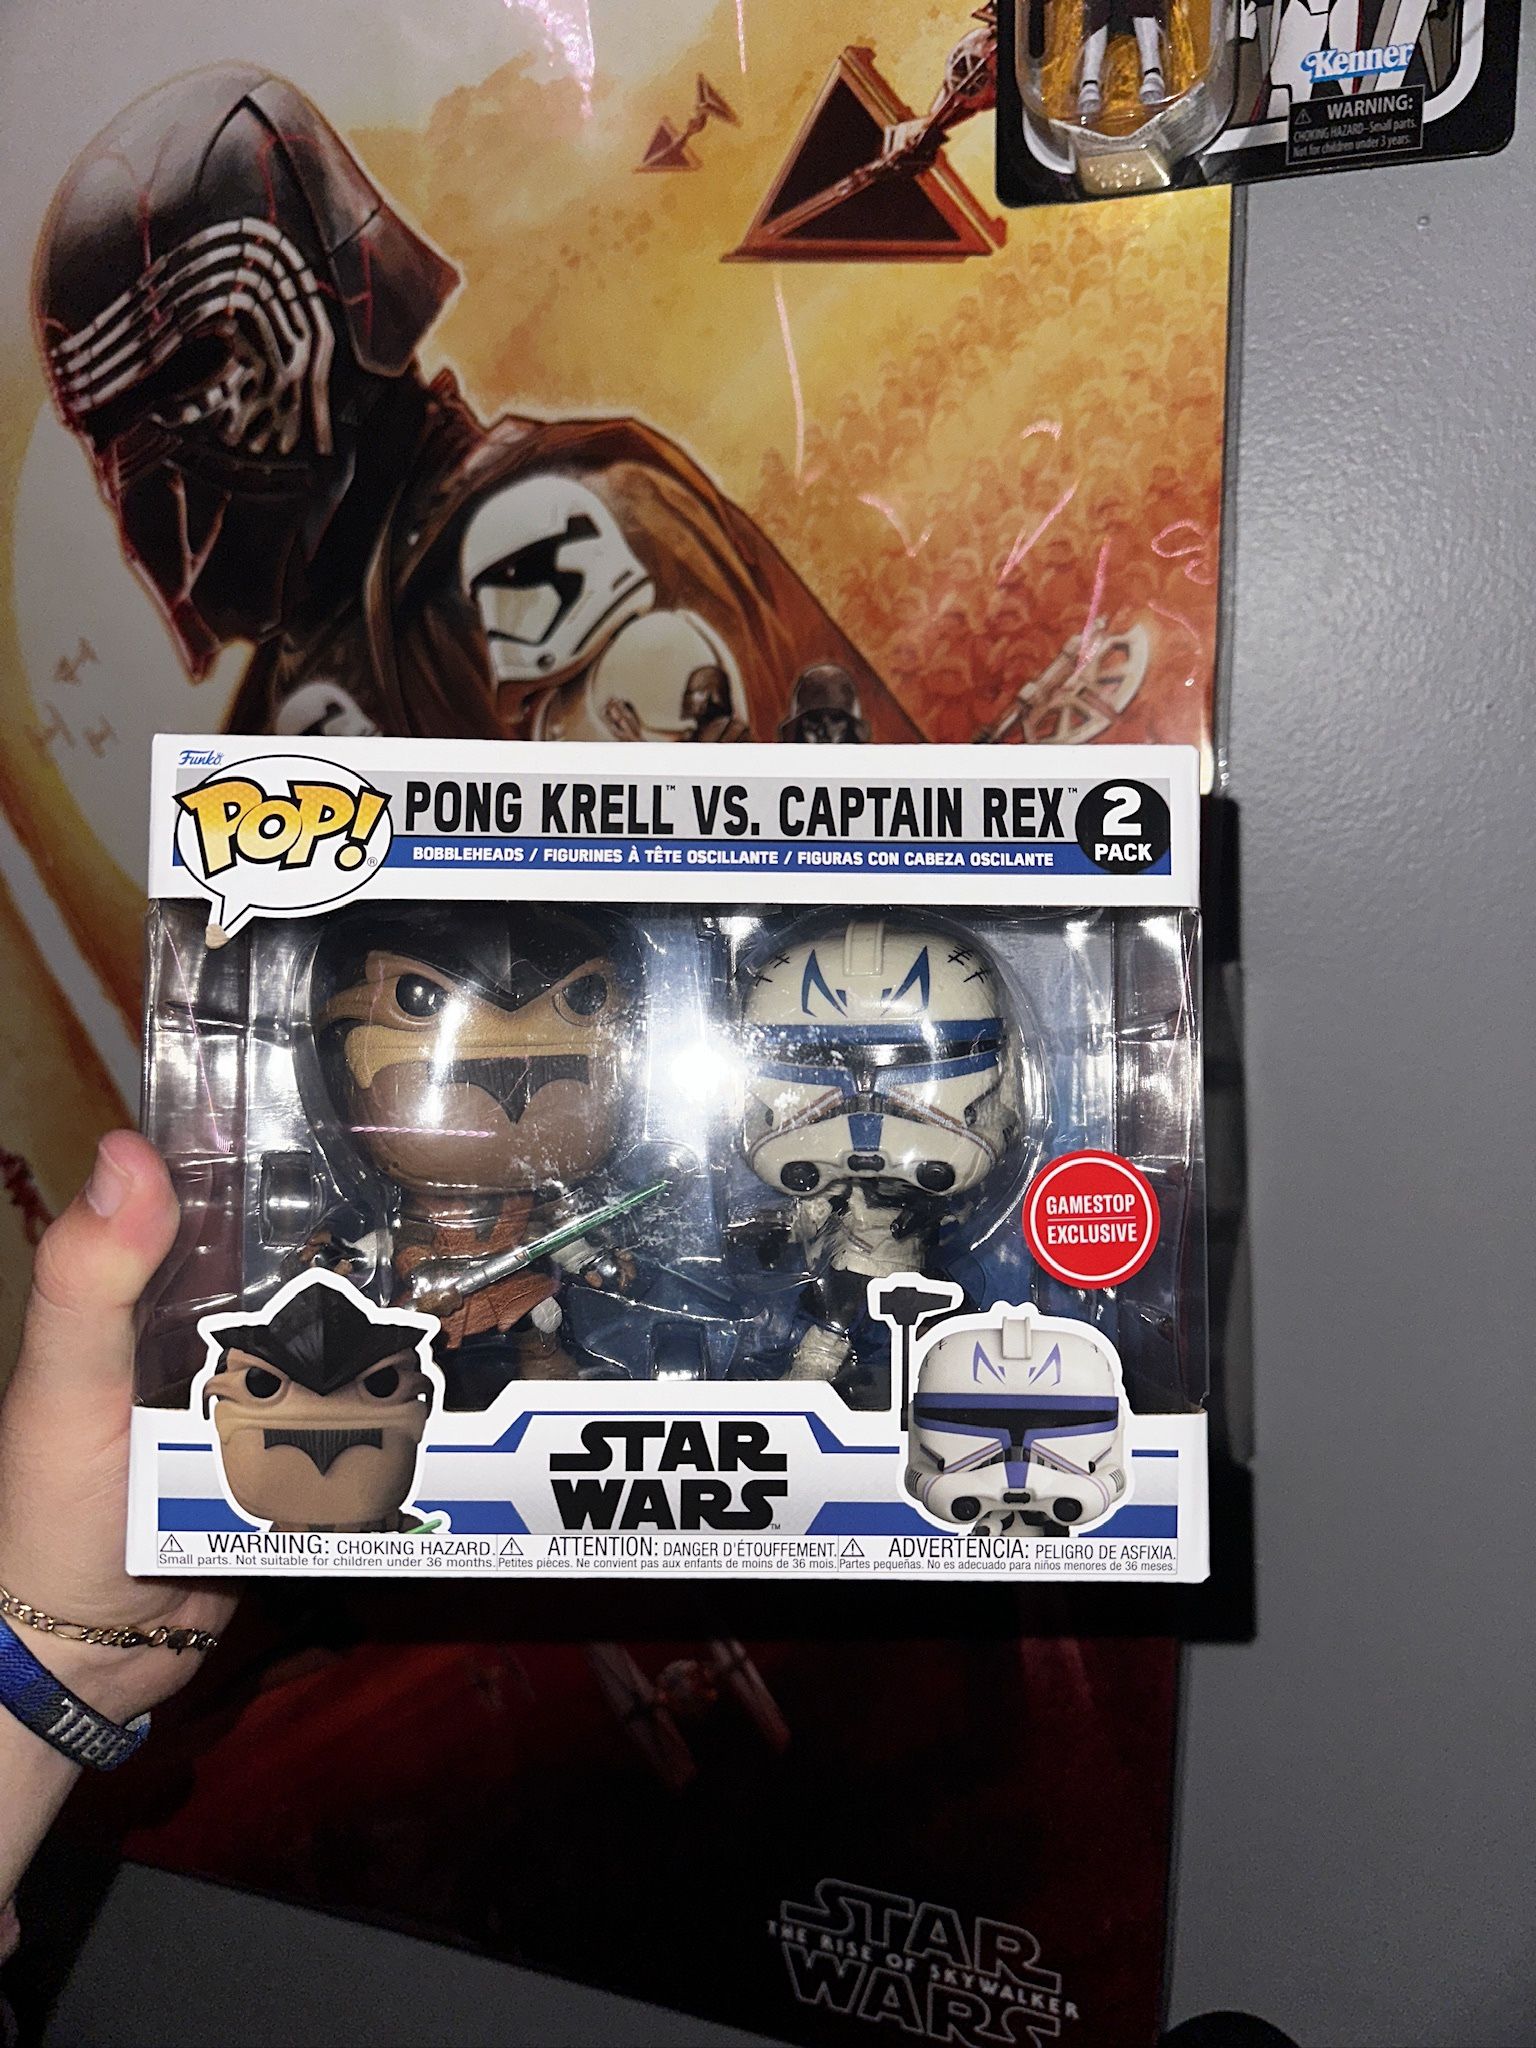 Kenner
WARNING:
CHOKING HAZARD-Small parts.
Not for children under 3 years.
Funko
POP!®
PONG KRELL™ VS. CAPTAIN REX™
2
PACK
BOBBLEHEADS / FIGURINES À TÊTE OSCILLANTE / FIGURAS CON CABEZA OSCILANTE
GAMESTOP
EXCLUSIVE
STAR
WARS™
WARNING: CHOKING HAZARD.
Small parts. Not suitable for children under 36 months.
ATTENTION: DANGER D'ÉTOUFFEMENT.
Petites pièces. Ne convient pas aux enfants de moins de 36 mois.
ADVERTENCIA: PELIGRO DE ASFIXIA.
Partes pequeñas. No es adecuado para niños menores de 36 meses.
STAR
THE RISE OF SKYWALKER
WARS